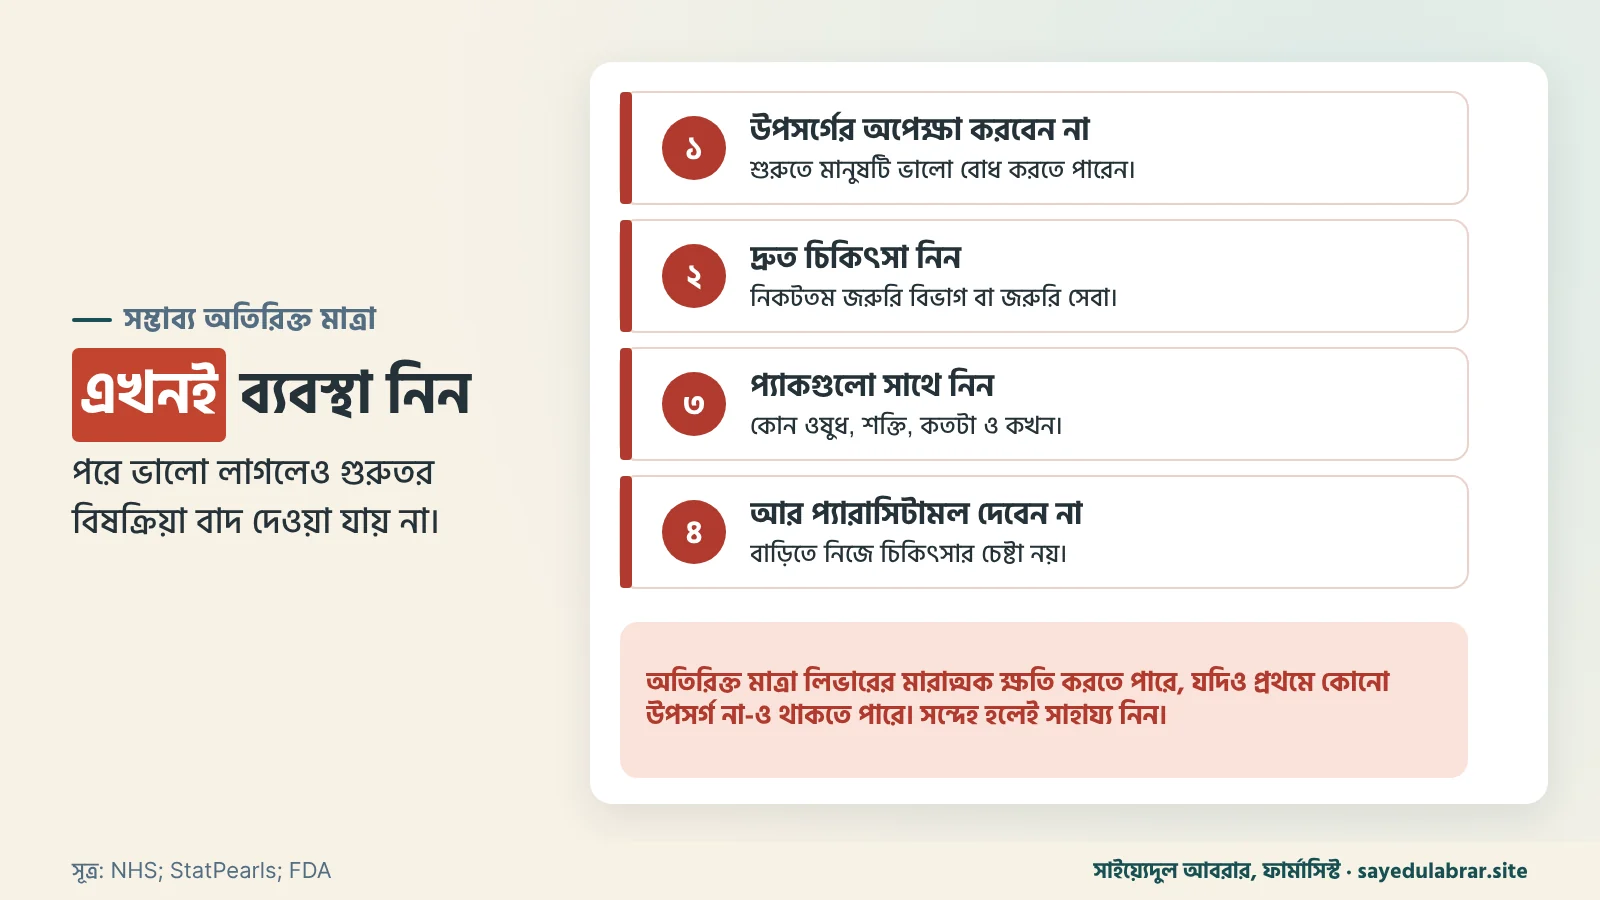 সম্ভাব্য অতিরিক্ত মাত্রা
এখনই ব্যবস্থা নিন
পরে ভালো লাগলেও গুরুতর
বিষক্রিয়া বাদ দেওয়া যায় না।
১
উপসর্গের অপেক্ষা করবেন না
শুরুতে মানুষটি ভালো বোধ করতে পারেন।
২
দ্রুত চিকিৎসা নিন
নিকটতম জরুরি বিভাগ বা জরুরি সেবা।
৩
প্যাকগুলো সাথে নিন
কোন ওষুধ, শক্তি, কতটা ও কখন।
৪
আর প্যারাসিটামল দেবেন না
বাড়িতে নিজে চিকিৎসার চেষ্টা নয়।
অতিরিক্ত মাত্রা লিভারের মারাত্মক ক্ষতি করতে পারে, যদিও প্রথমে কোনো
উপসর্গ না-ও থাকতে পারে। সন্দেহ হলেই সাহায্য নিন।
সূত্র: NHS; StatPearls; FDA
সাইয়্যেদুল আবরার, ফার্মাসিস্ট · sayedulabrar.site